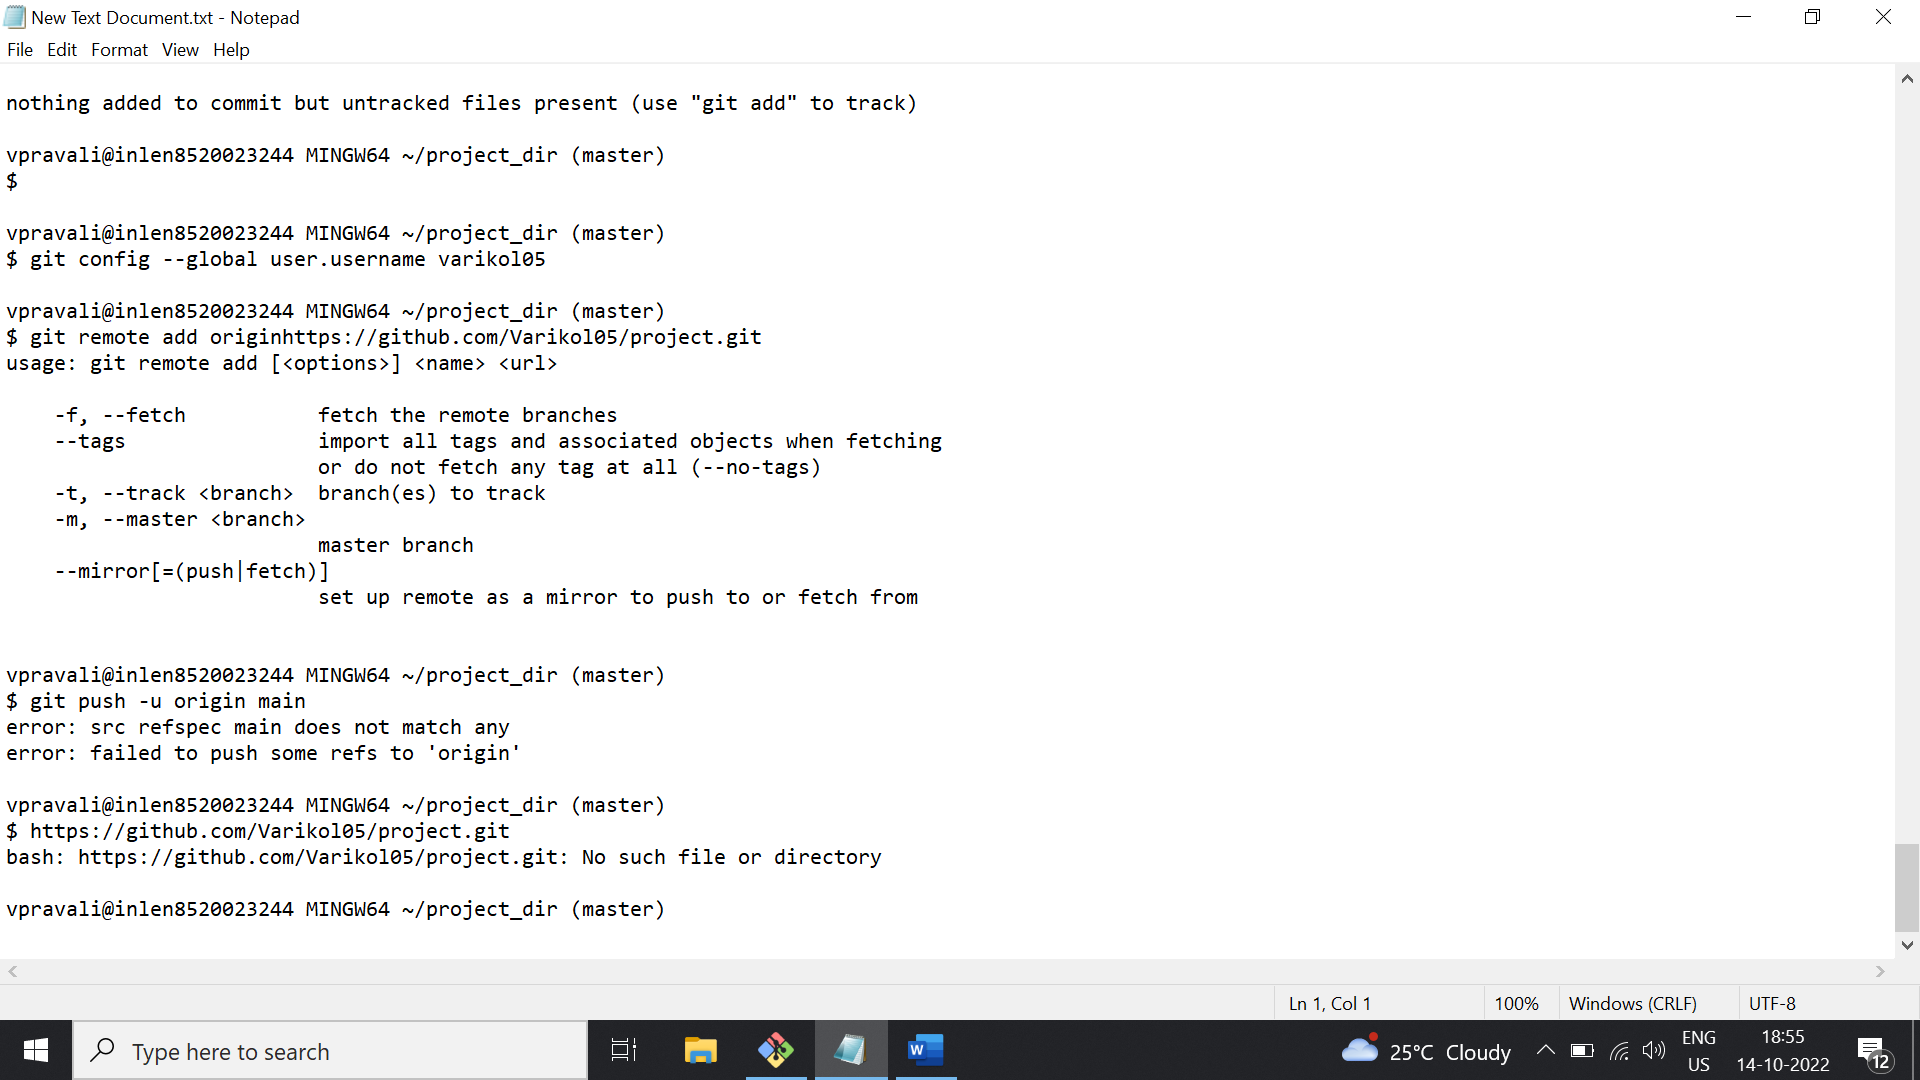 New Text Document.txt - Notepad
File Edit Format View Help
nothing added to commit but untracked files present (use "git add" to track)
vpravali@inlen8520023244 MINGW64 ~/project_dir (master)
$
vpravali@inlen8520023244 MINGW64 ~/project_dir (master)
$ git config --global user.username varikol05
vpravali@inlen8520023244 MINGW64 ~/project_dir (master)
$ git remote add originhttps://github.com/Varikol05/project.git
usage: git remote add [<options>] <name> <url>
    -f, --fetch           fetch the remote branches
    --tags                import all tags and associated objects when fetching
                          or do not fetch any tag at all (--no-tags)
    -t, --track <branch>  branch(es) to track
    -m, --master <branch>
                          master branch
    --mirror[=(push|fetch)]
                          set up remote as a mirror to push to or fetch from
vpravali@inlen8520023244 MINGW64 ~/project_dir (master)
$ git push -u origin main
error: src refspec main does not match any
error: failed to push some refs to 'origin'
vpravali@inlen8520023244 MINGW64 ~/project_dir (master)
$ https://github.com/Varikol05/project.git
bash: https://github.com/Varikol05/project.git: No such file or directory
vpravali@inlen8520023244 MINGW64 ~/project_dir (master)
Ln 1, Col 1 100% Windows (CRLF) UTF-8
Type here to search W 25°C Cloudy ENG US 18:55 14-10-2022 12